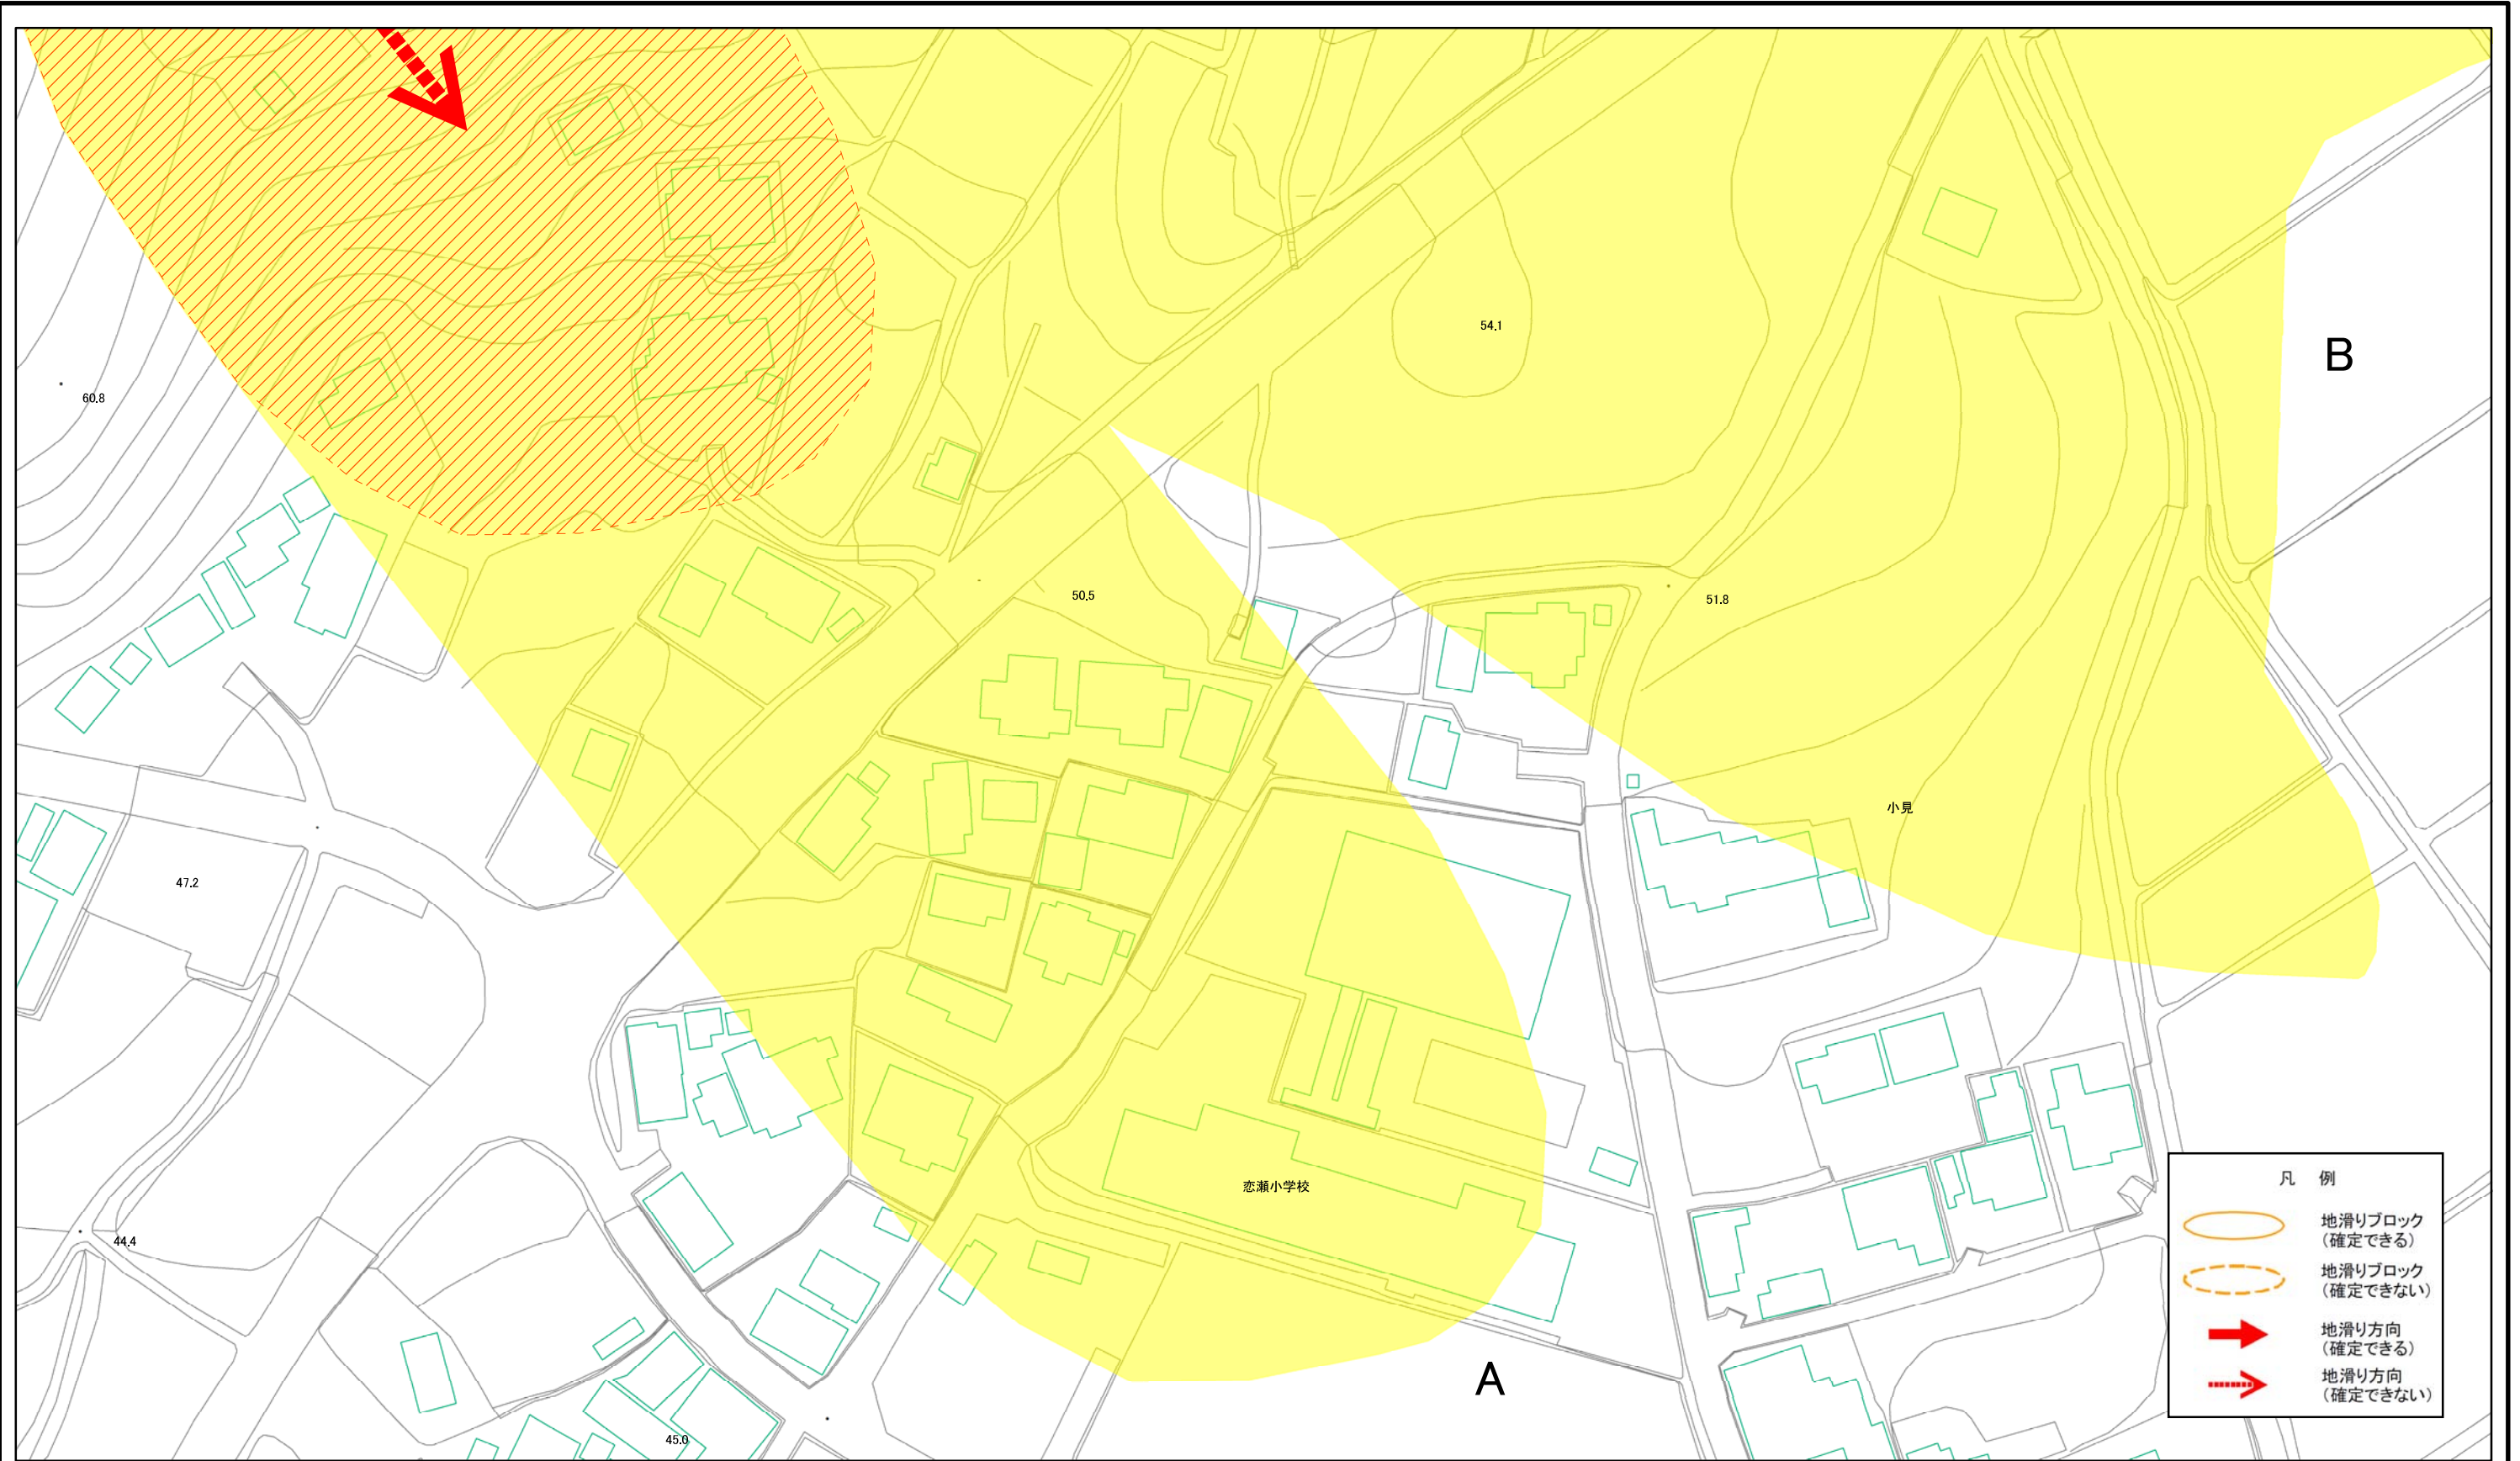 54.1
B
60.8
50.5
51.8
小見
47.2
恋瀬小学校
44.4
A
45.0
凡 例
地滑りブロック
(確定できる)
地滑りブロック
(確定できない)
地滑り方向
(確定できる)
地滑り方向
(確定できない)